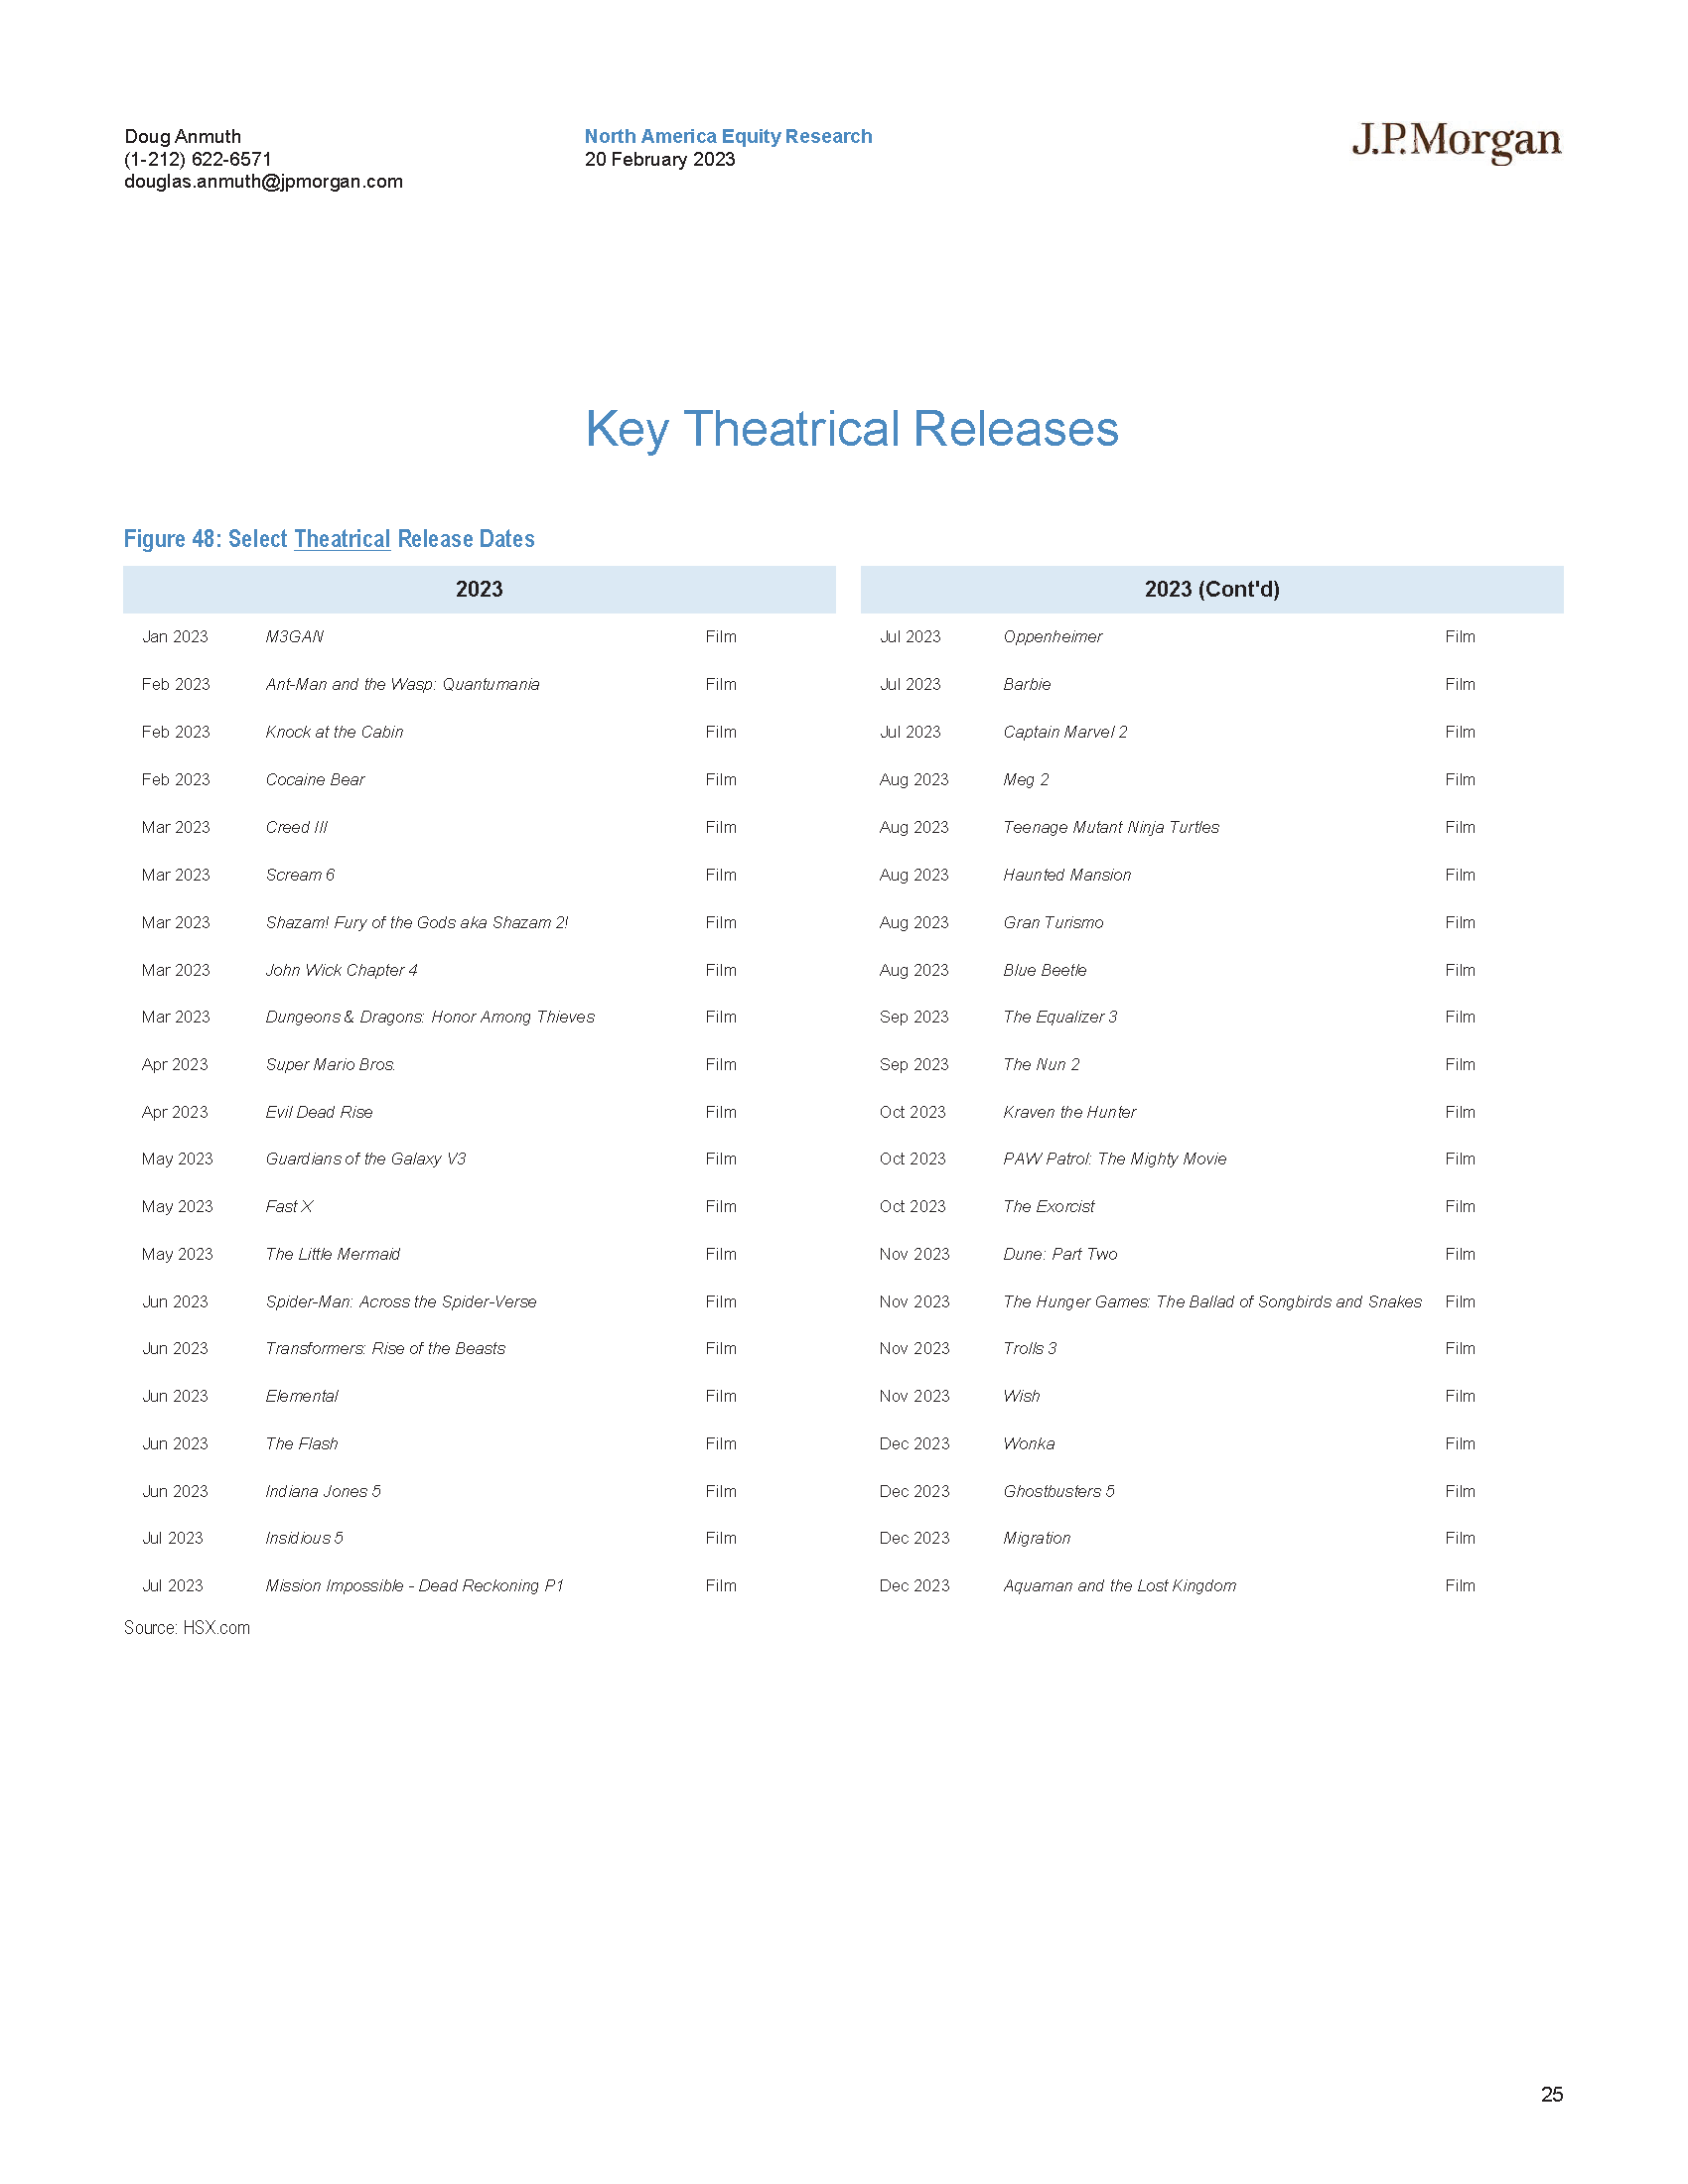 Doug Anmuth
(1-212) 622-6571
douglas.anmuth@jpmorgan.com
North America Equity Research
20 February 2023
J.P.Morgan
Key Theatrical Releases
Figure 48: Select Theatrical Release Dates
2023
Jan 2023 M3GAN Film
Feb 2023 Ant-Man and the Wasp: Quantumania Film
Feb 2023 Knock at the Cabin Film
Feb 2023 Cocaine Bear Film
Mar 2023 Creed III Film
Mar 2023 Scream 6 Film
Mar 2023 Shazam! Fury of the Gods aka Shazam 2! Film
Mar 2023 John Wick Chapter 4 Film
Mar 2023 Dungeons & Dragons: Honor Among Thieves Film
Apr 2023 Super Mario Bros. Film
Apr 2023 Evil Dead Rise Film
May 2023 Guardians of the Galaxy V3 Film
May 2023 Fast X Film
May 2023 The Little Mermaid Film
Jun 2023 Spider-Man: Across the Spider-Verse Film
Jun 2023 Transformers: Rise of the Beasts Film
Jun 2023 Elemental Film
Jun 2023 The Flash Film
Jun 2023 Indiana Jones 5 Film
Jul 2023 Insidious 5 Film
Jul 2023 Mission Impossible - Dead Reckoning P1 Film
2023 (Cont'd)
Jul 2023 Oppenheimer Film
Jul 2023 Barbie Film
Jul 2023 Captain Marvel 2 Film
Aug 2023 Meg 2 Film
Aug 2023 Teenage Mutant Ninja Turtles Film
Aug 2023 Haunted Mansion Film
Aug 2023 Gran Turismo Film
Aug 2023 Blue Beetle Film
Sep 2023 The Equalizer 3 Film
Sep 2023 The Nun 2 Film
Oct 2023 Kraven the Hunter Film
Oct 2023 PAW Patrol: The Mighty Movie Film
Oct 2023 The Exorcist Film
Nov 2023 Dune: Part Two Film
Nov 2023 The Hunger Games: The Ballad of Songbirds and Snakes Film
Nov 2023 Trolls 3 Film
Nov 2023 Wish Film
Dec 2023 Wonka Film
Dec 2023 Ghostbusters 5 Film
Dec 2023 Migration Film
Dec 2023 Aquaman and the Lost Kingdom Film
Source: HSX.com
25